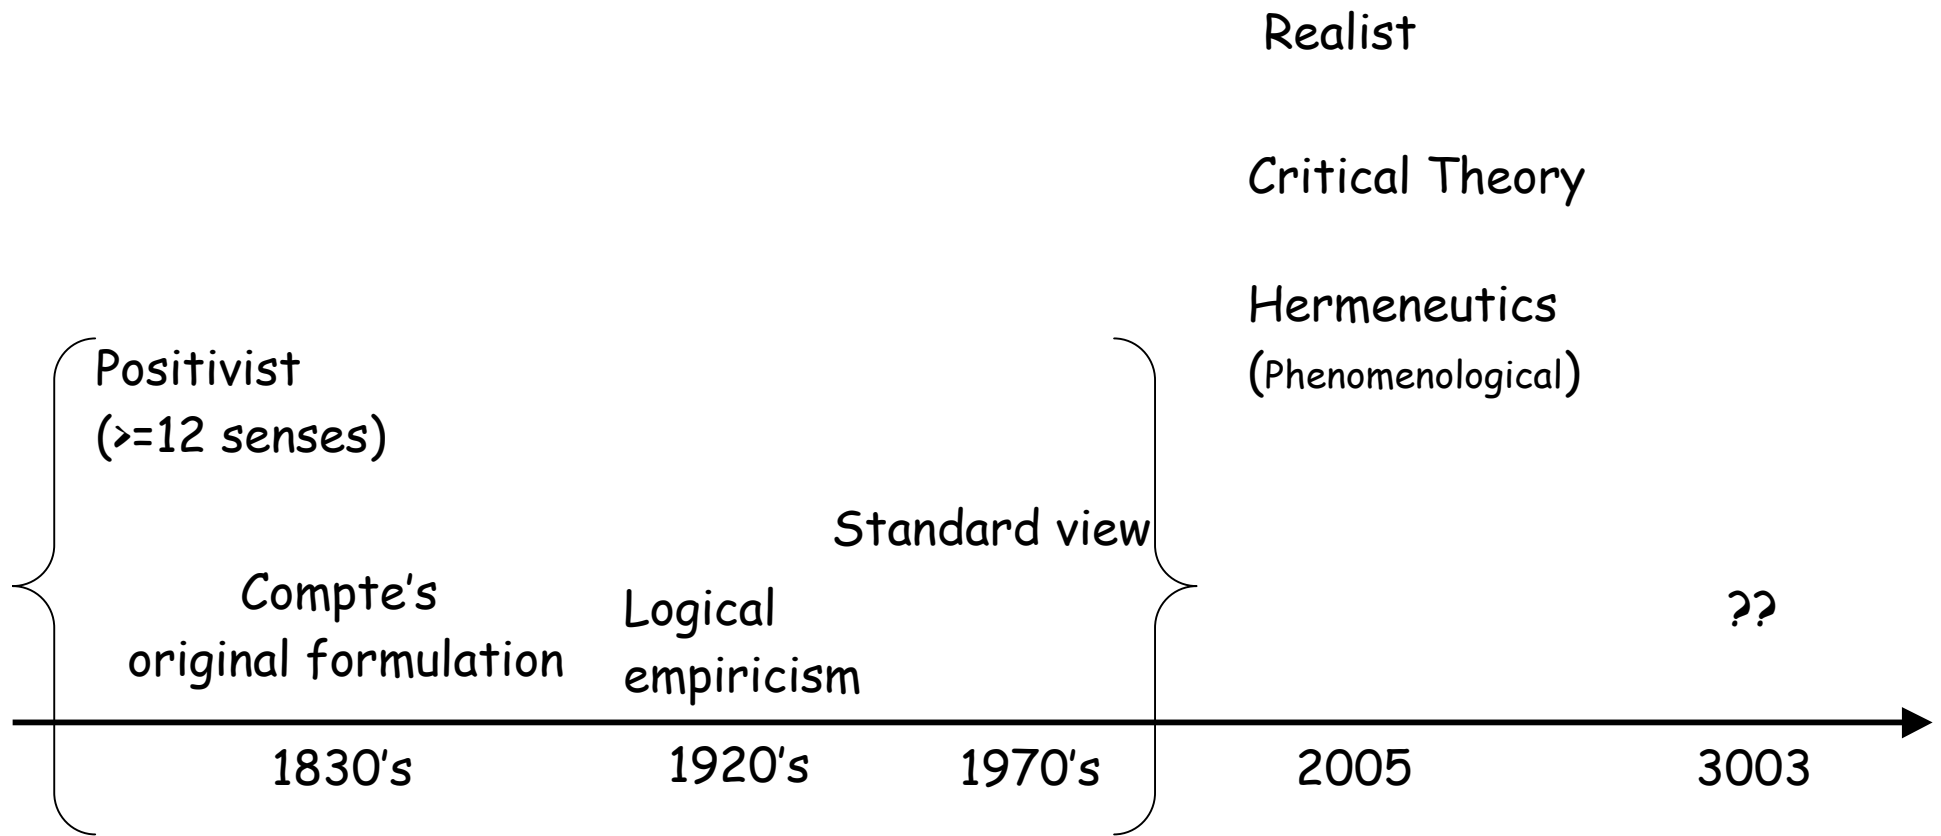 Realist
Critical Theory
Hermeneutics
(Phenomenological)
Positivist
(>=12 senses)
Standard view
Compte's
original formulation
Logical
empiricism
??
1830's
1920's
1970's
2005
3003